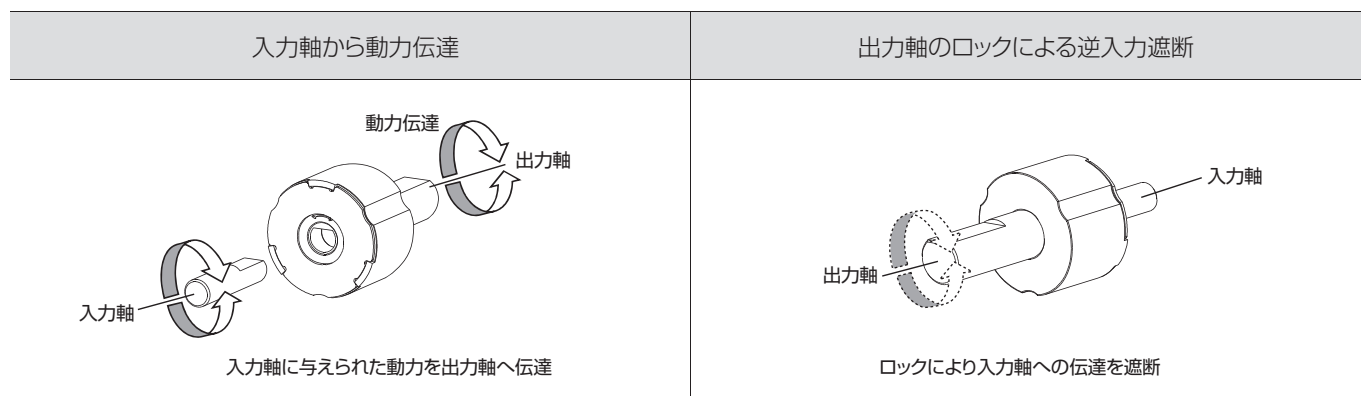 入力軸から動力伝達
出力軸のロックによる逆入力遮断
動力伝達
出力軸
入力軸
入力軸に与えられた動力を出力軸へ伝達
入力軸
出力軸
ロックにより入力軸への伝達を遮断